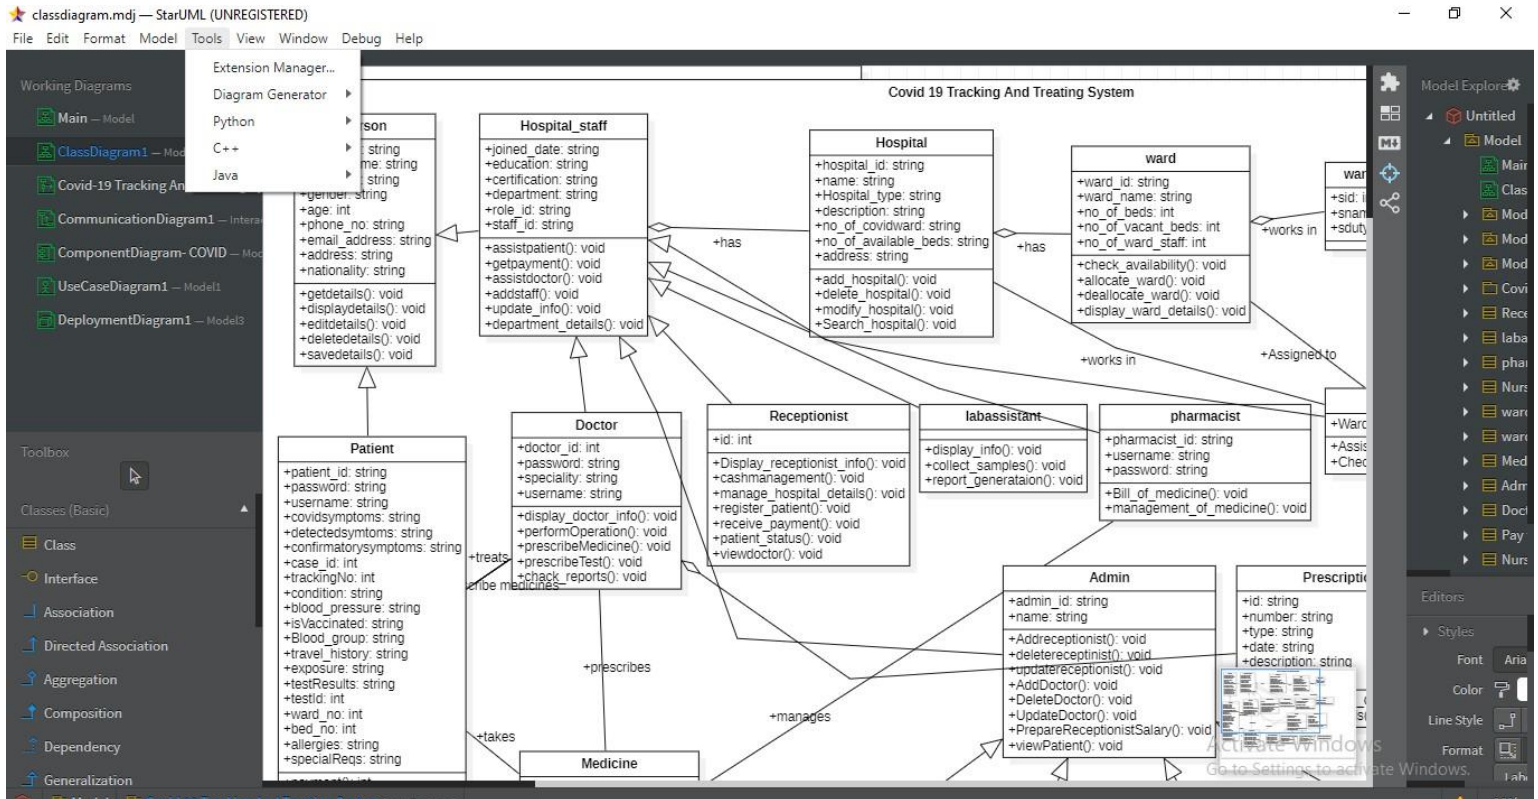 classdiagram.mdj — StarUML (UNREGISTERED)
File Edit Format Model Tools View Window Debug Help
Extension Manager...
Diagram Generator
Python
C++
Java
Working Diagrams
Main — Model
ClassDiagram1 —
Covid-19 Tracking
CommunicationDiagram1 —
ComponentDiagram- COVID —
UseCaseDiagram1 — Model1
DeploymentDiagram1 — Model3
Toolbox
Classes (Basic)
Class
Interface
Association
Directed Association
Aggregation
Composition
Dependency
Generalization
Covid 19 Tracking And Treating System
string
string
string
+gender: string
+age: int
+phone_no: string
+email_address: string
+address: string
+nationality: string
+getdetails(): void
+displaydetails(): void
+editdetails(): void
+deletedetails(): void
+savedetails(): void
Hospital_staff
+joined_date: string
+education: string
+certification: string
+department: string
+role_id: string
+staff_id: string
+assistpatient(): void
+getpayment(): void
+assistdoctor(): void
+addstaff(): void
+update_info(): void
+department_details(): void
+has
Hospital
+hospital_id: string
+name: string
+Hospital_type: string
+description: string
+no_of_covidward: string
+no_of_available_beds: string
+address: string
+add_hospital(): void
+delete_hospital(): void
+modify_hospital(): void
+Search_hospital(): void
+has
ward
+ward_id: string
+ward_name: string
+no_of_beds: int
+no_of_vacant_beds: int
+no_of_ward_staff: int
+check_availability(): void
+allocate_ward(): void
+deallocate_ward(): void
+display_ward_details(): void
+works in
+sid:
+works in
+Assigned to
Patient
+patient_id: string
+password: string
+username: string
+covidsymptoms: string
+detectedsymtoms: string
+confirmatorysymptoms: string
+case_id: int
+trackingNo: int
+condition: string
+blood_pressure: string
+isVaccinated: string
+Blood_group: string
+travel_history: string
+exposure: string
+testResults: string
+testId: int
+ward_no: int
+bed_no: int
+allergies: string
+specialReqs: string
+treats
medicines
+takes
Doctor
+doctor_id: int
+password: string
+speciality: string
+username: string
+display_doctor_info(): void
+performOperation(): void
+prescribeMedicine(): void
+prescribeTest(): void
+chack_reports(): void
+prescribes
Medicine
Receptionist
+id: int
+Display_receptionist_info(): void
+cashmanagement(): void
+manage_hospital_details(): void
+register_patient(): void
+receive_payment(): void
+patient_status(): void
+viewdoctor(): void
labassistant
+display_info(): void
+collect_samples(): void
+report_generataion(): void
pharmacist
+pharmacist_id: string
+username: string
+password: string
+Bill_of_medicine(): void
+management_of_medicine(): void
+manages
Admin
+admin_id: string
+name: string
+Addreceptionist(): void
+deletereceptinist(): void
+updatereceptionist(): void
+AddDoctor(): void
+DeleteDoctor(): void
+UpdateDoctor(): void
+PrepareReceptionistSalary(): void
+viewPatient(): void
+id: string
+number: string
+type: string
+date: string
+description: string
Model Explorer
Untitled
Model
Pay
Editors
Styles
Font
Color
Line Style
Format
Activate Windows
Go to Settings to activate Windows.